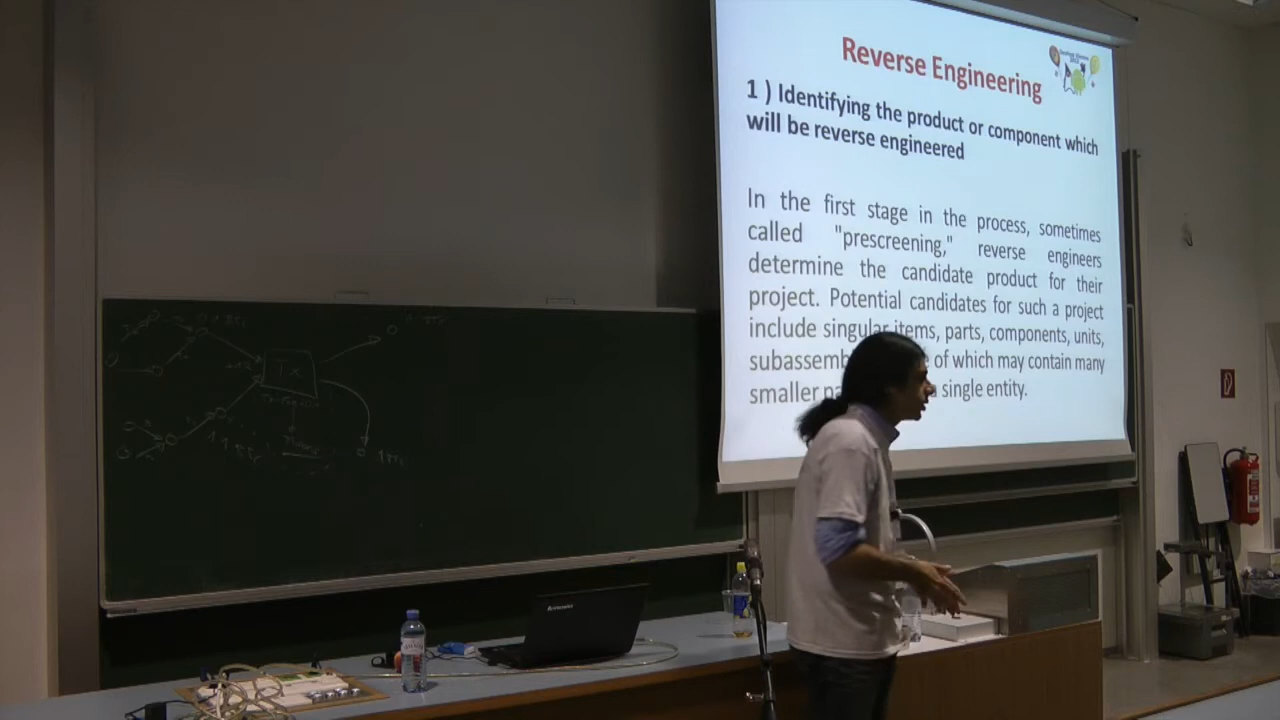 Reverse Engineering
1 ) Identifying the product or component which
will be reverse engineered
In the first stage in the process, sometimes
called "prescreening," reverse engineers
determine the candidate product for their
project. Potential candidates for such a project
include singular items, parts, components, units,
subassemb of which may contain many
smaller a single entity.
Tx
Lenovo